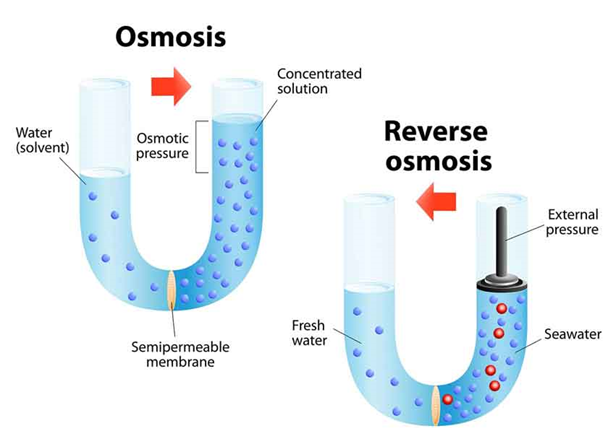 Osmosis
Concentrated
solution
Water
(solvent)
Osmotic
pressure
Semipermeable
membrane
Reverse
osmosis
External
pressure
Fresh
water
Seawater